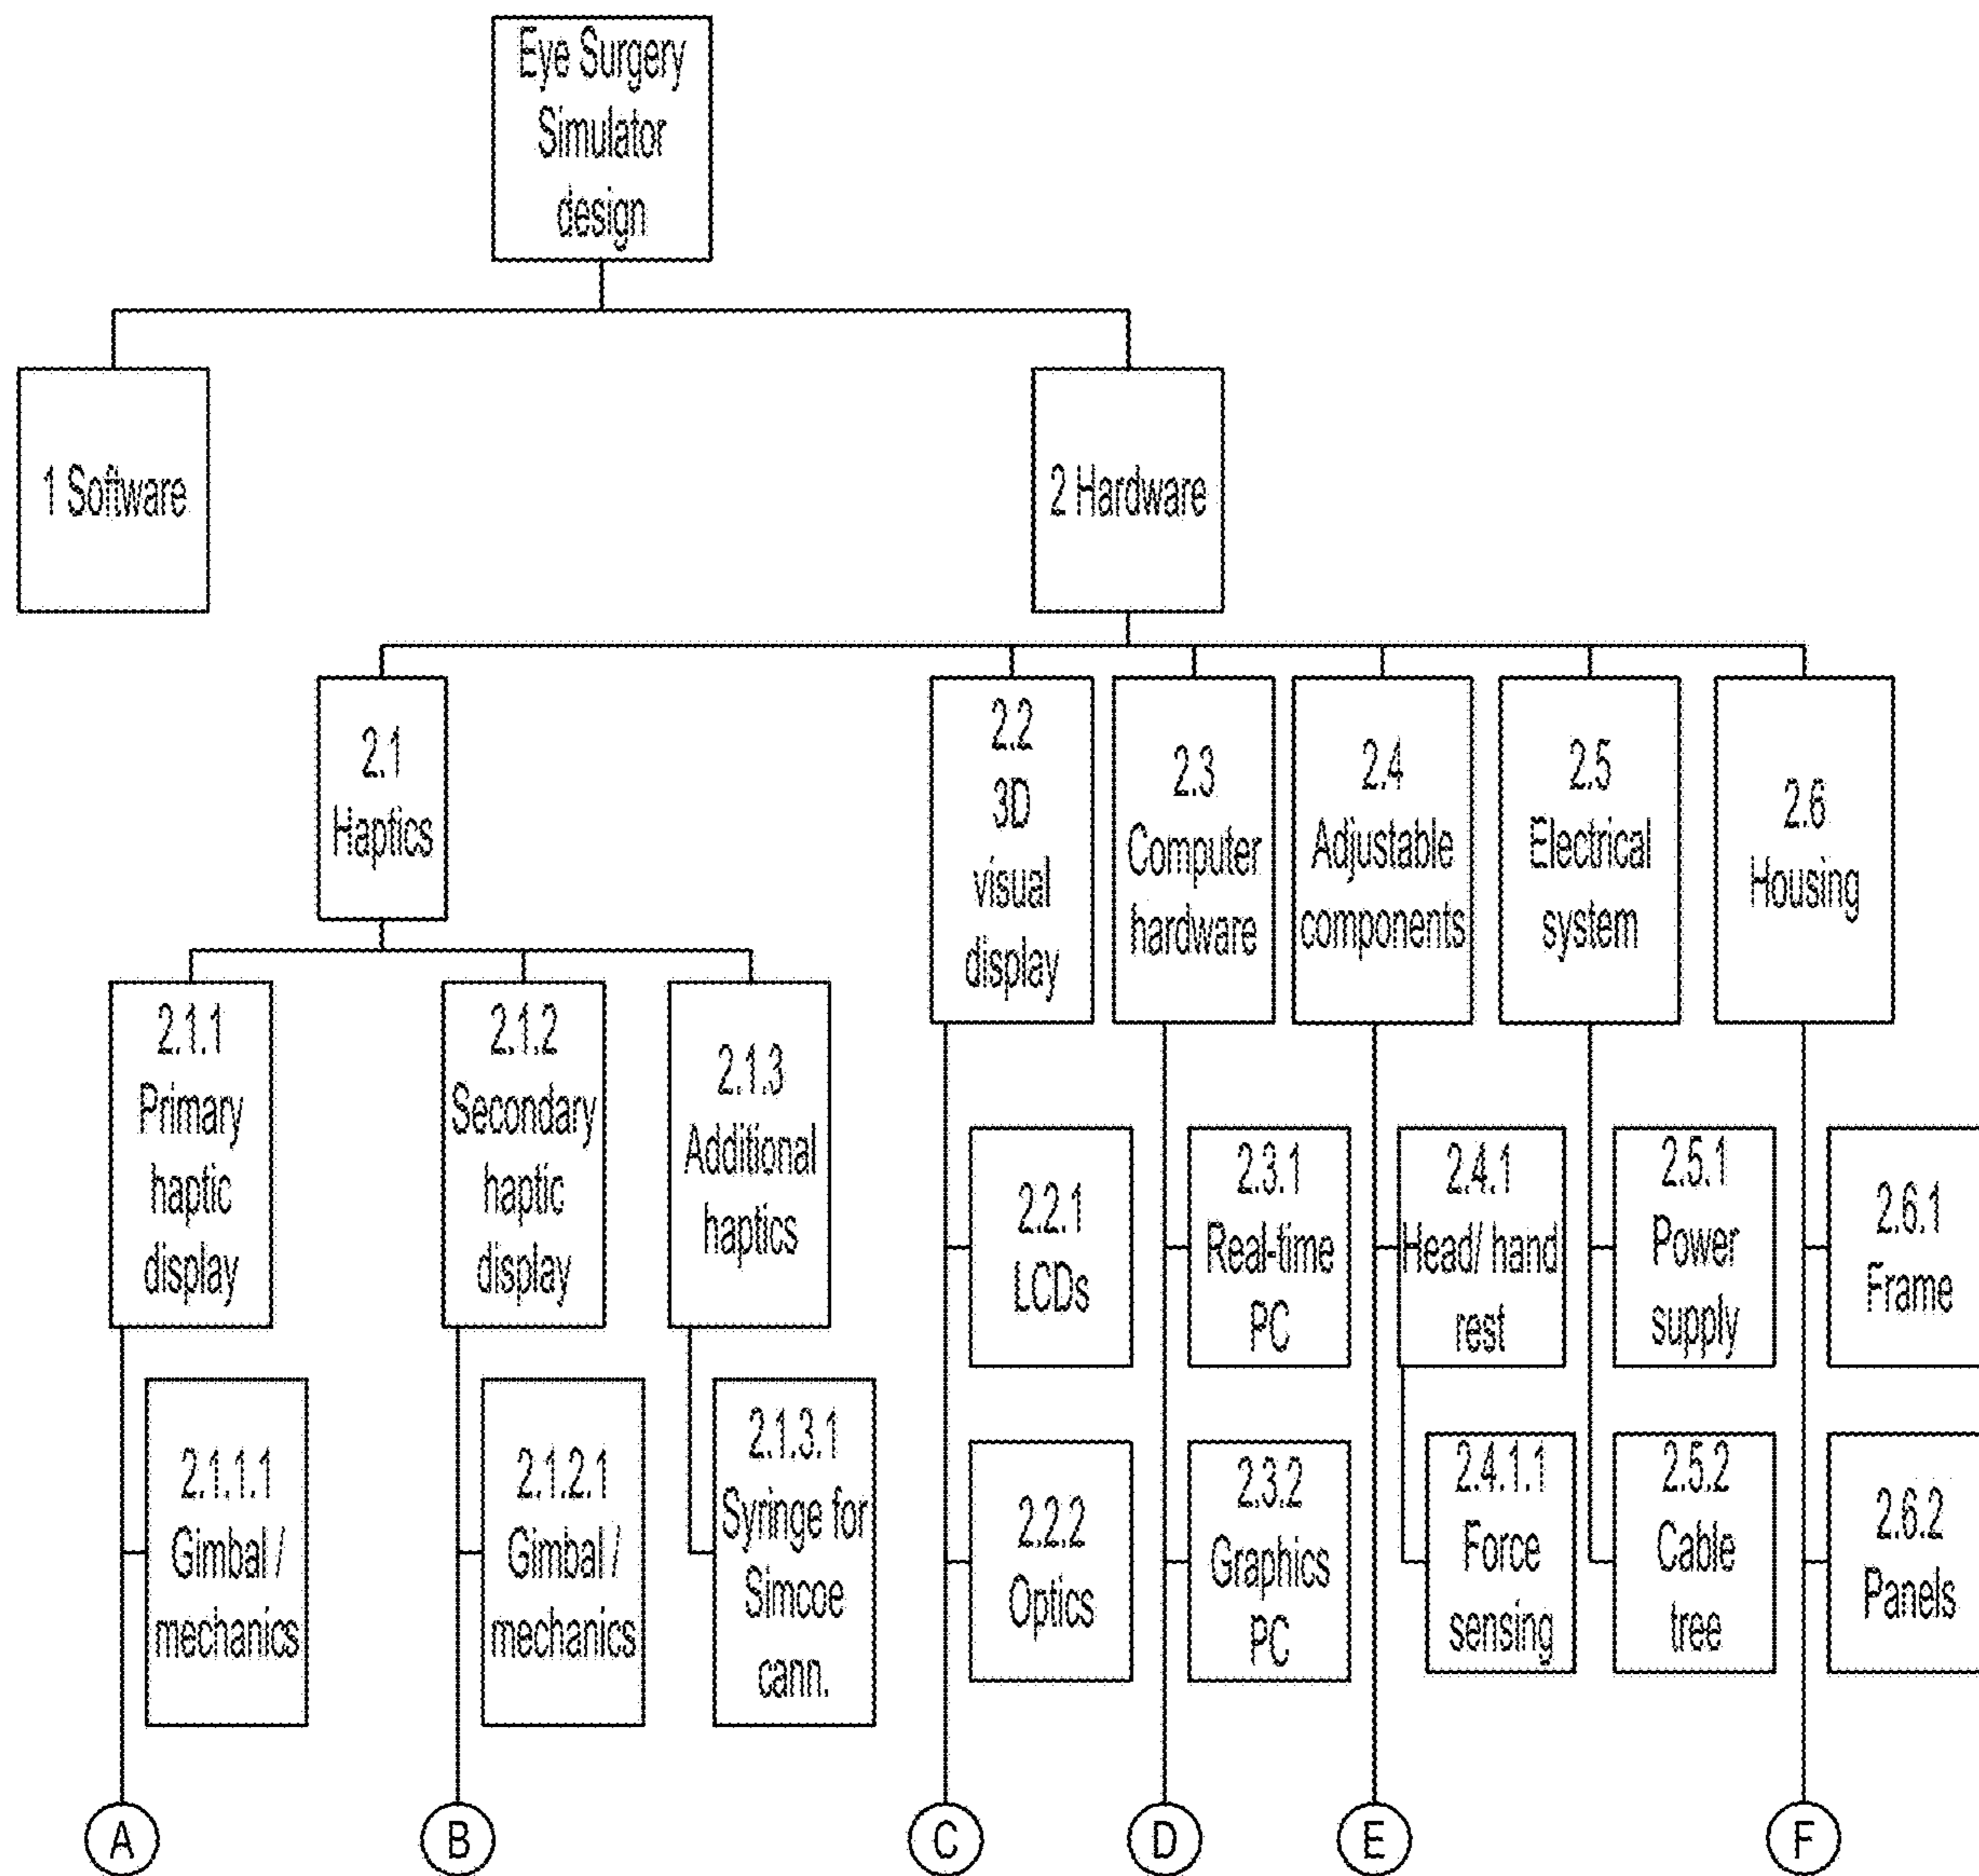 Eye Surgery
Simulator
design
1 Software
2 Hardware
2.1
Haptics
2.2
3D
visual
display
2.3
Computer
hardware
2.4
Adjustable
components
2.5
Electrical
system
2.6
Housing
2.1.1
Primary
haptic
display
2.1.2
Secondary
haptic
display
2.1.3
Additional
haptics
2.2.1
LCDs
2.3.1
Real-time
PC
2.4.1
Head/ hand
rest
2.5.1
Power
supply
2.6.1
Frame
2.1.1.1
Gimbal /
mechanics
2.1.2.1
Gimbal /
mechanics
2.1.3.1
Syringe for
Simcoe
cann.
2.2.2
Optics
2.3.2
Graphics
PC
2.4.1.1
Force
sensing
2.5.2
Cable
tree
2.6.2
Panels
A
B
C
D
E
F